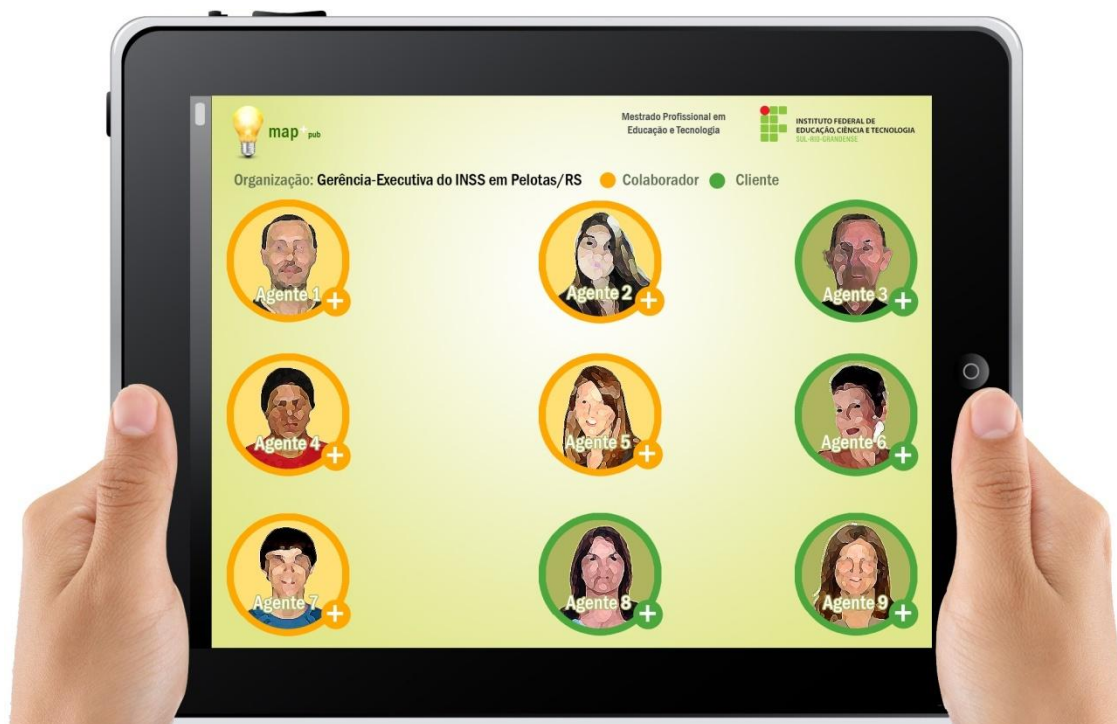 map+pub
Mestrado Profissional em
Educação e Tecnologia
INSTITUTO FEDERAL DE
EDUCAÇÃO, CIÊNCIA E TECNOLOGIA
SUL-RIO-GRANDENSE
Organização: Gerência-Executiva do INSS em Pelotas/RS Colaborador Cliente
Agente 1 +
Agente 2 +
Agente 3 +
Agente 4 +
Agente 5 +
Agente 6 +
Agente 7 +
Agente 8 +
Agente 9 +